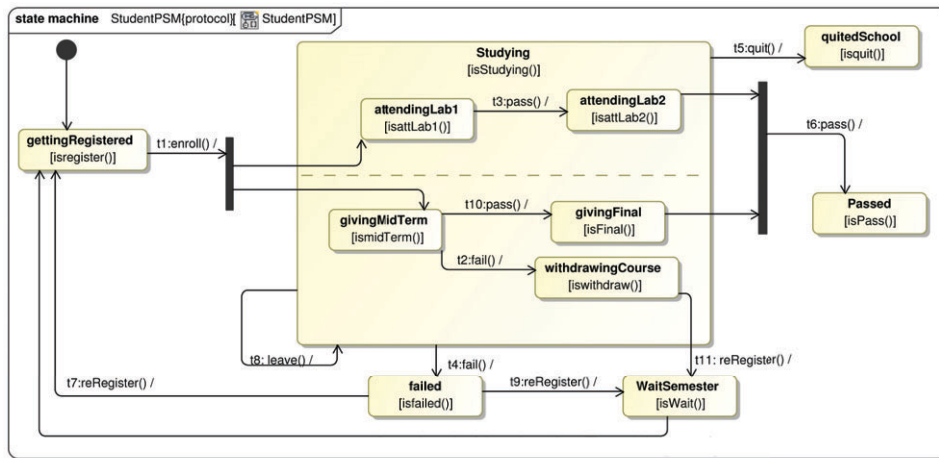 state machine StudentPSM{protocol}[ StudentPSM]
Studying
[isStudying()]
quitedSchool
[isquit()]
t5:quit() /
attendingLab1
[isattLab1()]
t3:pass() /
attendingLab2
[isattLab2()]
gettingRegistered
[isregister()]
t1:enroll() /
t6:pass() /
Passed
[isPass()]
givingMidTerm
[ismidTerm()]
t10:pass() /
givingFinal
[isFinal()]
t2:fail() /
withdrawingCourse
[iswithdraw()]
t8: leave() /
t4:fail() /
t11: reRegister() /
t7:reRegister() /
failed
[isfailed()]
t9:reRegister() /
WaitSemester
[isWait()]